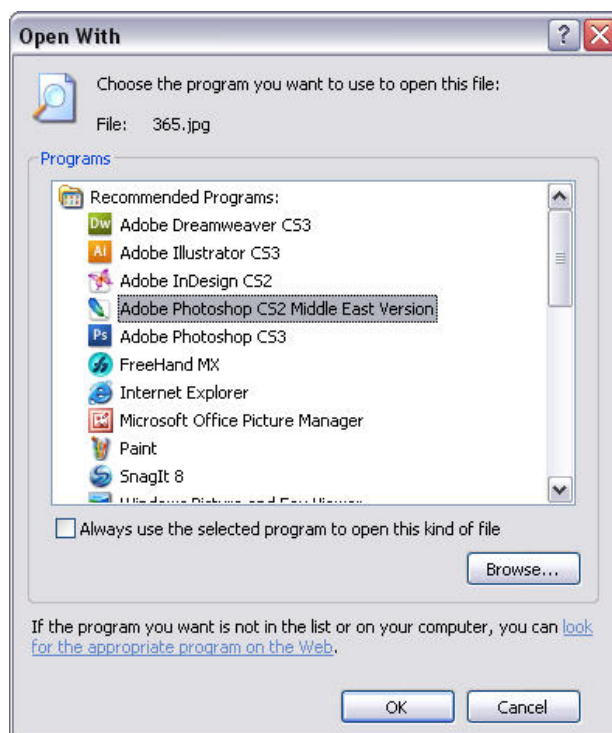 Open With
Choose the program you want to use to open this file:
File: 365.jpg
Programs
Recommended Programs:
Dw Adobe Dreamweaver CS3
Ai Adobe Illustrator CS3
Adobe InDesign CS2
Adobe Photoshop CS2 Middle East Version
Ps Adobe Photoshop CS3
FreeHand MX
Internet Explorer
Microsoft Office Picture Manager
Paint
SnagIt 8
Always use the selected program to open this kind of file
Browse...
If the program you want is not in the list or on your computer, you can look
for the appropriate program on the Web.
OK Cancel